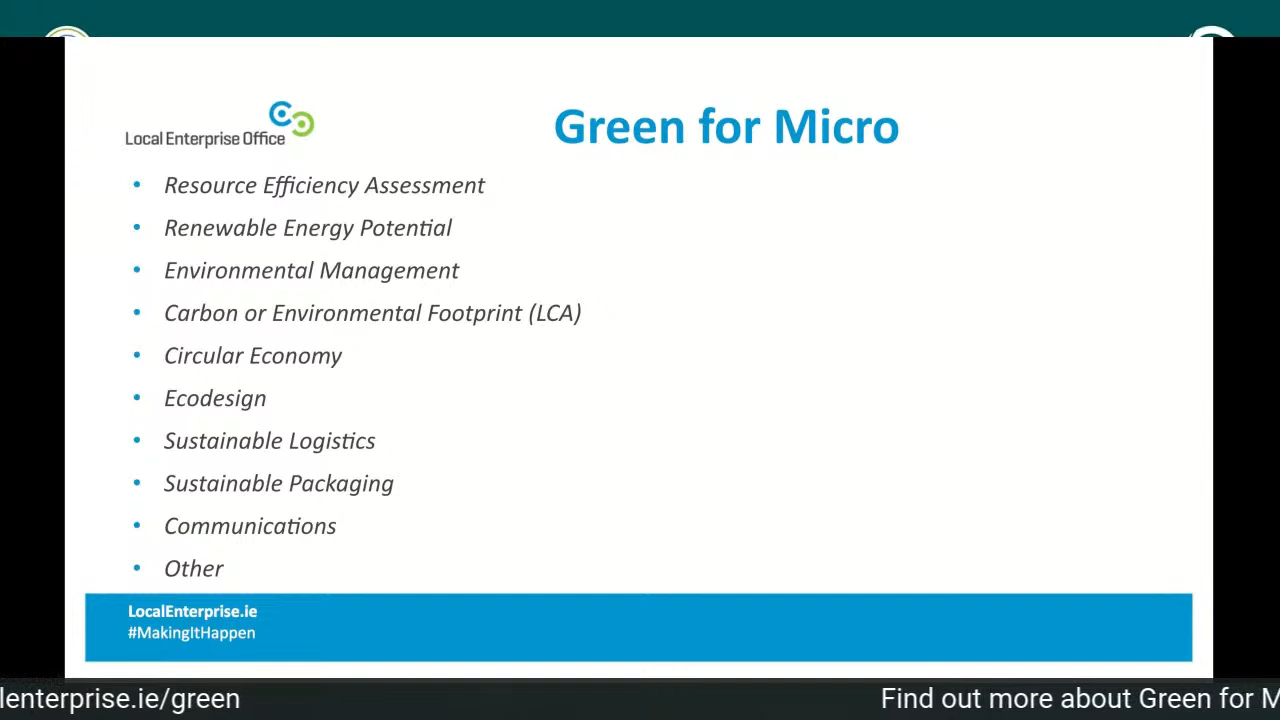 Local Enterprise Office
Green for Micro
• Resource Efficiency Assessment
• Renewable Energy Potential
• Environmental Management
• Carbon or Environmental Footprint (LCA)
• Circular Economy
• Ecodesign
• Sustainable Logistics
• Sustainable Packaging
• Communications
• Other
LocalEnterprise.ie
#MakingItHappen
lenterprise.ie/green
Find out more about Green for M